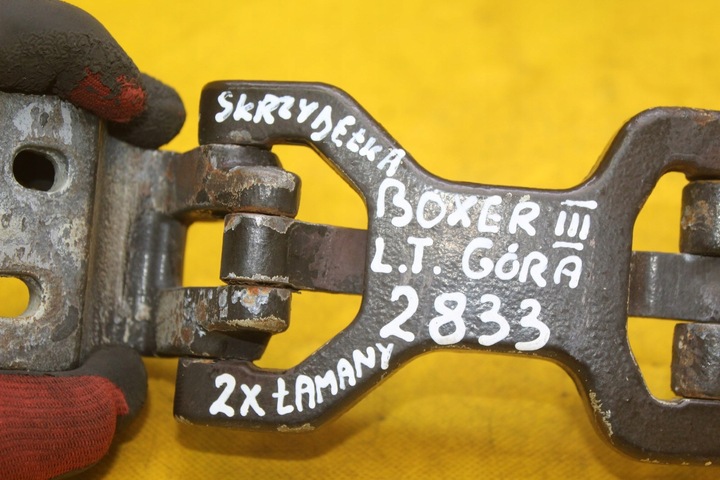 SKRZYDEŁKA
BOXER III
L.T. GÓRA
2833
2X ŁAMANY